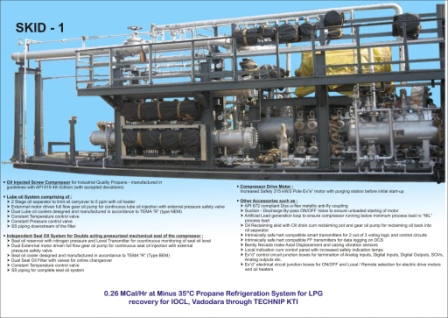 SKID - 1
• Oil Injected Screw Compressor for Industrial Quality Propane - manufactured in
guidelines with API 619 4th Edition (with accepted deviations)
• Lube oil System comprising of :
2 Stage oil separator to limit oil carryover to 5 ppm with oil heater
External motor driven full flow gear oil pump for continuous lube oil injection with external pressure safety valve
Dual Lube oil coolers designed and manufactured in accordance to TEMA "R" (type NEN)
Constant Temperature control valve
Constant Pressure control valve
SS piping downstream of the filter
• Independent Seal Oil System for Double acting pressurised mechanical seal of the compressor :
Seal oil reservoir with nitrogen pressure and Level Transmitter for continuous monitoring of seal oil level
Dual External motor driven full flow gear oil pump for continuous seal oil injection with external
pressure safety valve
Seal oil cooler designed and manufactured in accordance to TEMA "R" (Type BEM)
Dual Seal Oil Filter with valves for online changeover
Constant Temperature control valve
SS piping for complete seal oil system
• Compressor Drive Motor :
Increased Safety 315 kW/2 Pole Ex'e' motor with purging station before initial start-up
• Other Accessories such as :
API 672 compliant Disc-o-flex metallic anti-fly coupling
Suction - Discharge By-pass ON/OFF motor to ensure unloaded starting of motor
Artificial Load generation loop to ensure compressor running below minimum process load to "NIL"
process load
Oil Reclaiming skid with Oil drain cum reclaiming pot and gear oil pump for reclaiming oil back into
oil separator
Intrinsically safe hart compatible smart transmitters for 2 out of 3 voting logic and control circuits
Intrinsically safe hart compatible PF transmitters for data logging on DCS
Bently Nevada make Axial Displacement and casing vibration sensors
Local indication cum control panel with increased safety indication lamps
Ex'd' control circuit junction boxes for termination of Analog Inputs, Digital Inputs, Digital Outputs, SOVs,
Analog outputs etc.
Ex'd' electrical circuit junction boxes for ON/OFF and Local / Remote selection for electric drive motors
and oil heaters
0.26 MCal/Hr at Minus 35°C Propane Refrigeration System for LPG
recovery for IOCL, Vadodara through TECHNIP KTI